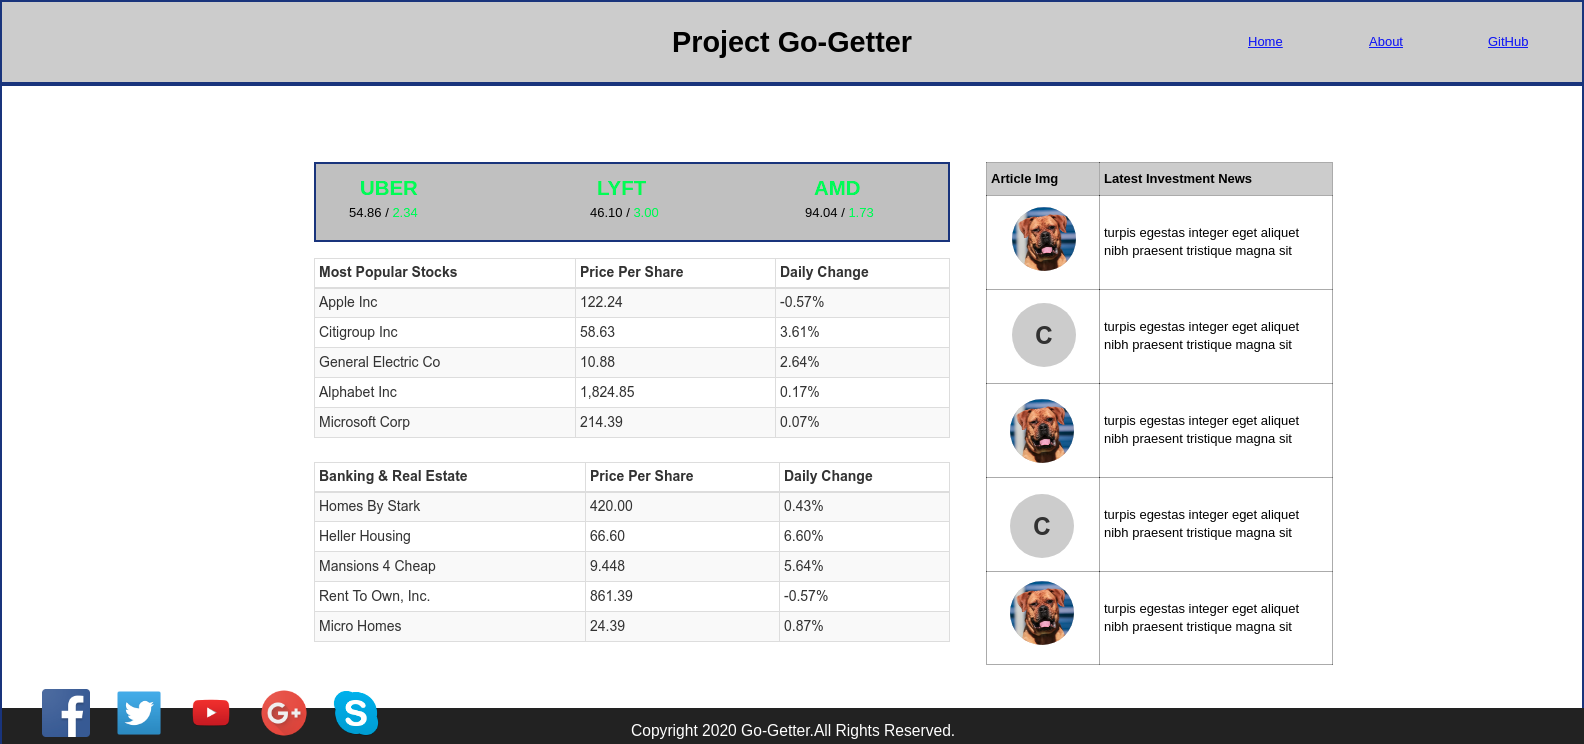 Project Go-Getter
Home About GitHub
UBER LYFT AMD
54.86 / 2.34 46.10 / 3.00 94.04 / 1.73
Most Popular Stocks Price Per Share Daily Change
Apple Inc 122.24 -0.57%
Citigroup Inc 58.63 3.61%
General Electric Co 10.88 2.64%
Alphabet Inc 1,824.85 0.17%
Microsoft Corp 214.39 0.07%
Banking & Real Estate Price Per Share Daily Change
Homes By Stark 420.00 0.43%
Heller Housing 66.60 6.60%
Mansions 4 Cheap 9.448 5.64%
Rent To Own, Inc. 861.39 -0.57%
Micro Homes 24.39 0.87%
Article Img Latest Investment News
turpis egestas integer eget aliquet
nibh praesent tristique magna sit
C
turpis egestas integer eget aliquet
nibh praesent tristique magna sit
turpis egestas integer eget aliquet
nibh praesent tristique magna sit
C
turpis egestas integer eget aliquet
nibh praesent tristique magna sit
turpis egestas integer eget aliquet
nibh praesent tristique magna sit
f G+ S
Copyright 2020 Go-Getter.All Rights Reserved.